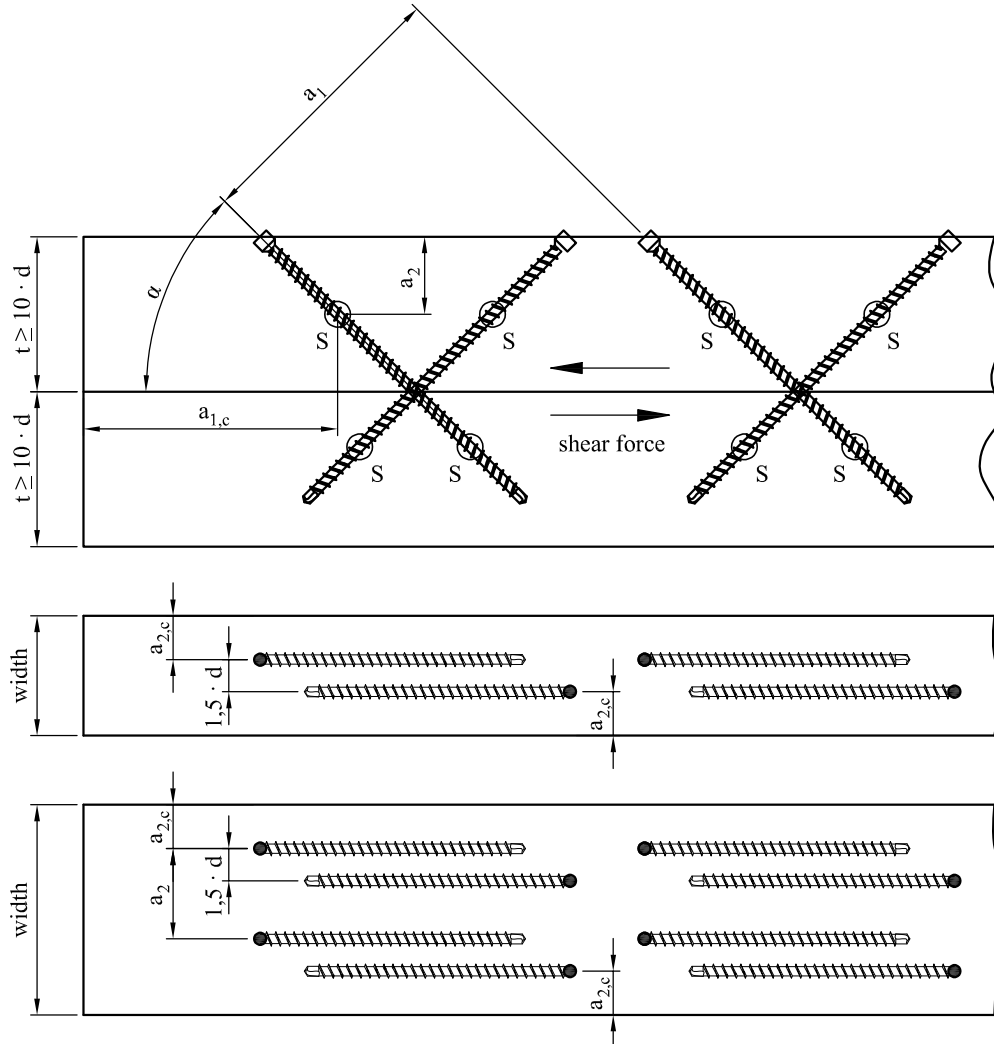 a1
α
t ≥ 10 · d
a2
S
S
S
S
a1,c
shear force
t ≥ 10 · d
S
S
S
S
width
a2,c
1,5 · d
a2,c
width
a2,c
a2
1,5 · d
a2,c